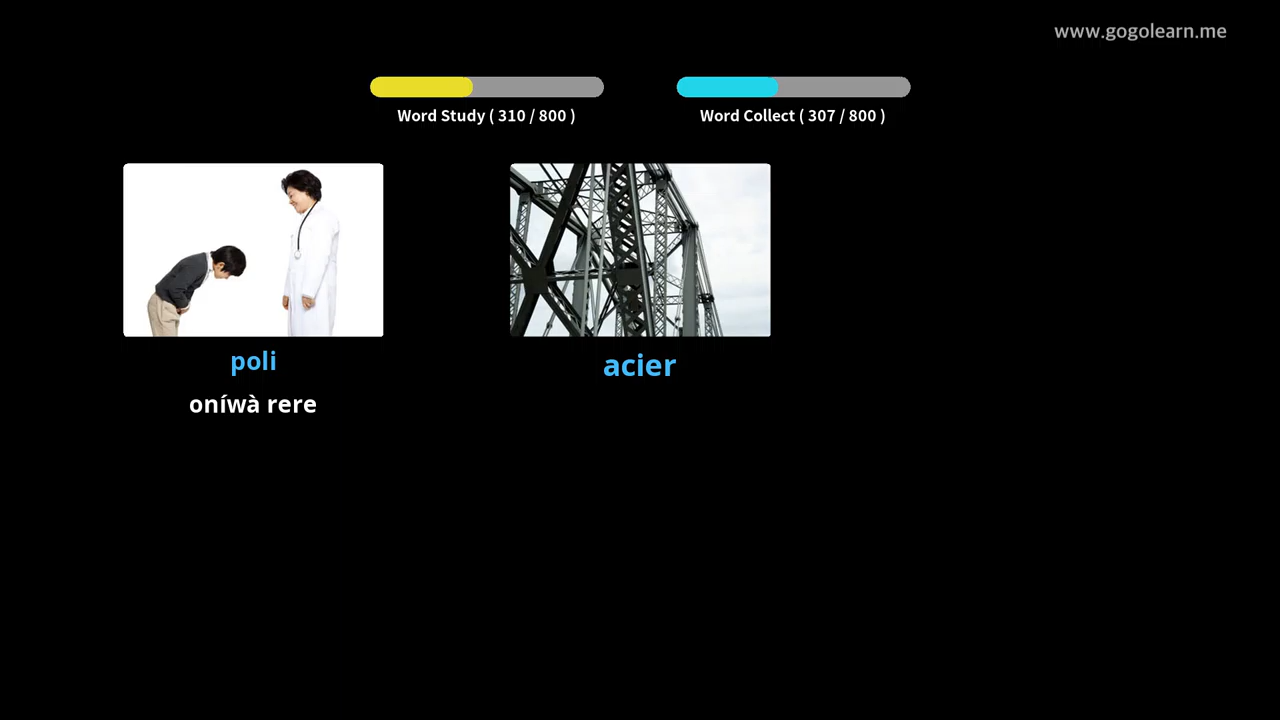 www.gogolearn.me
Word Study ( 310 / 800 )
Word Collect ( 307 / 800 )
poli
acier
oníwà rere